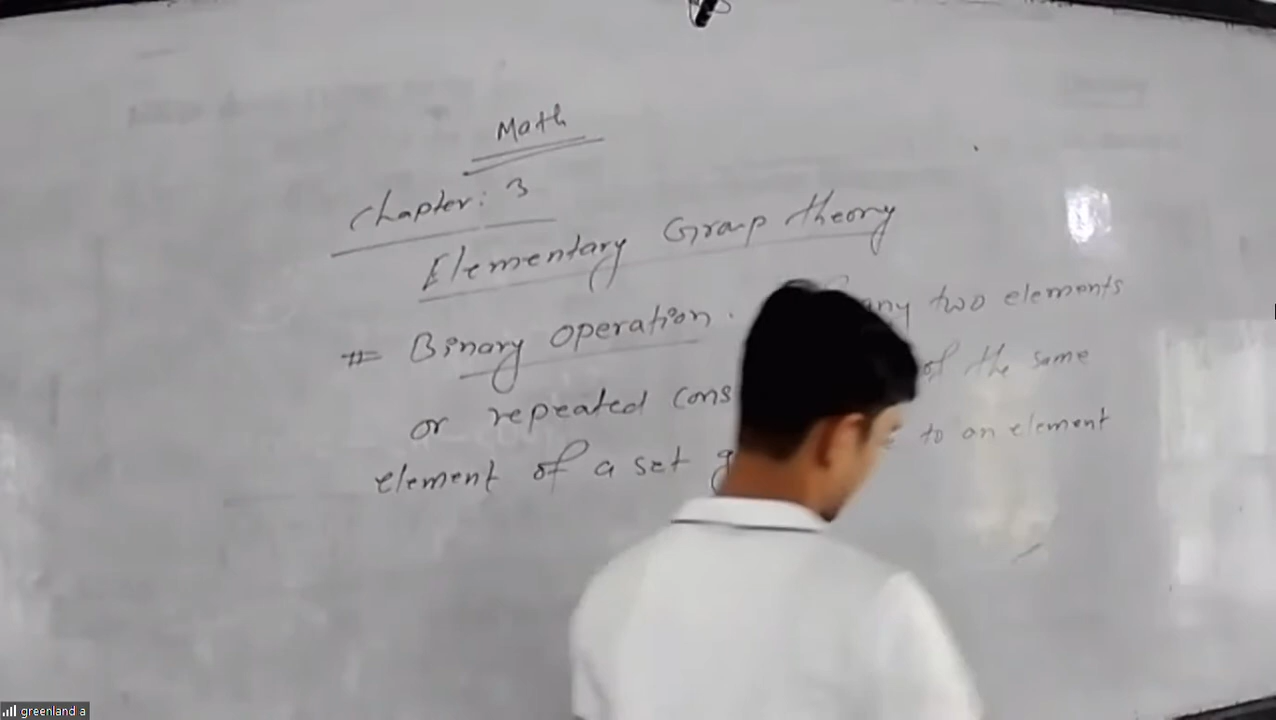 Math
Chapter: 3
Elementary Group theory
# Binary operation. any two elements
or repeated cons of the same
element of a set g to an element
greenland a